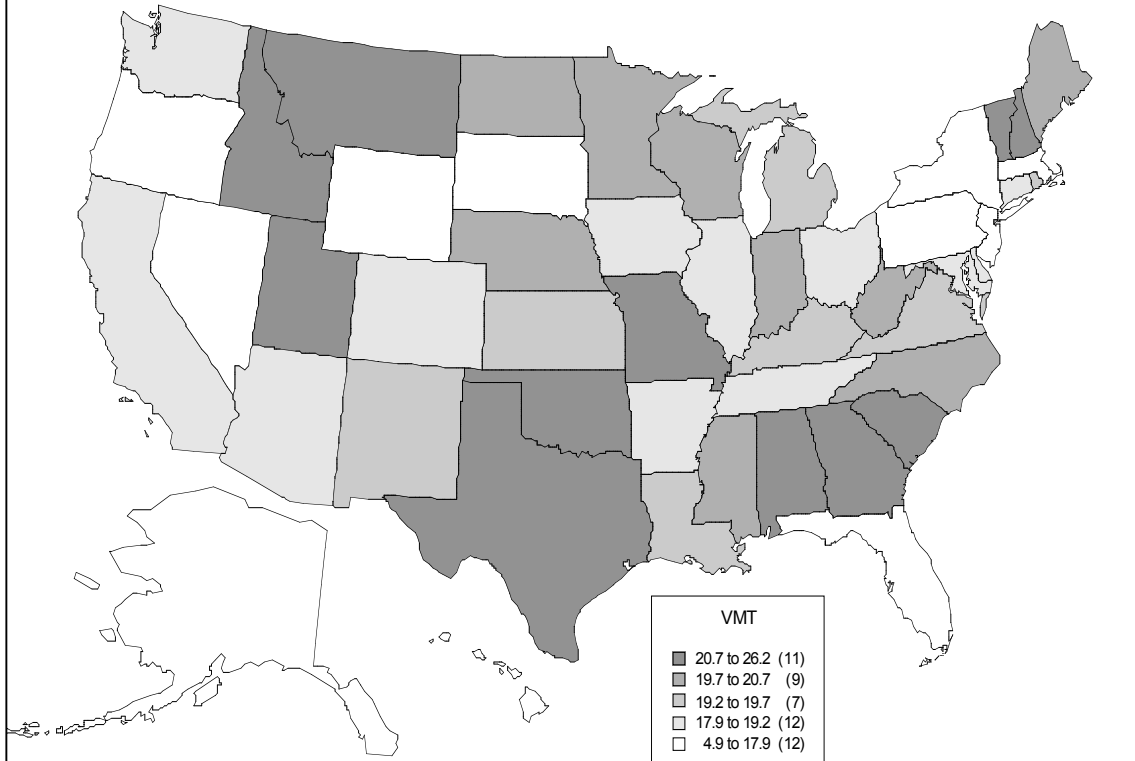 VMT
20.7 to 26.2 (11)
19.7 to 20.7 (9)
19.2 to 19.7 (7)
17.9 to 19.2 (12)
4.9 to 17.9 (12)